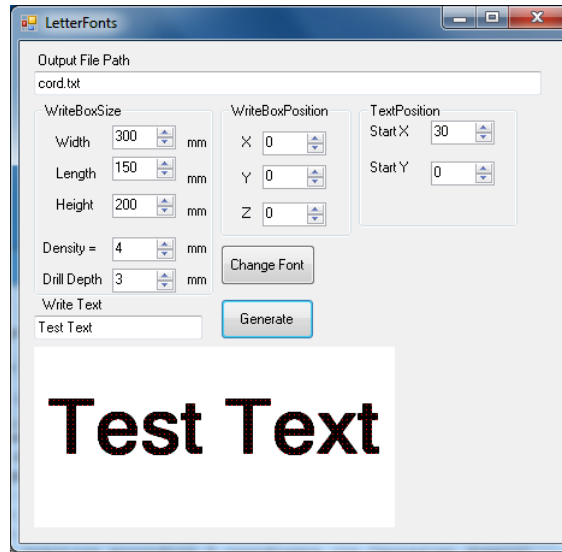 LetterFonts
Output File Path
cord.txt
WriteBoxSize
Width 300 mm
Length 150 mm
Height 200 mm
Density = 4 mm
Drill Depth 3 mm
WriteBoxPosition
X 0
Y 0
Z 0
TextPosition
Start X 30
Start Y 0
Change Font
Write Text
Test Text
Generate
Test Text